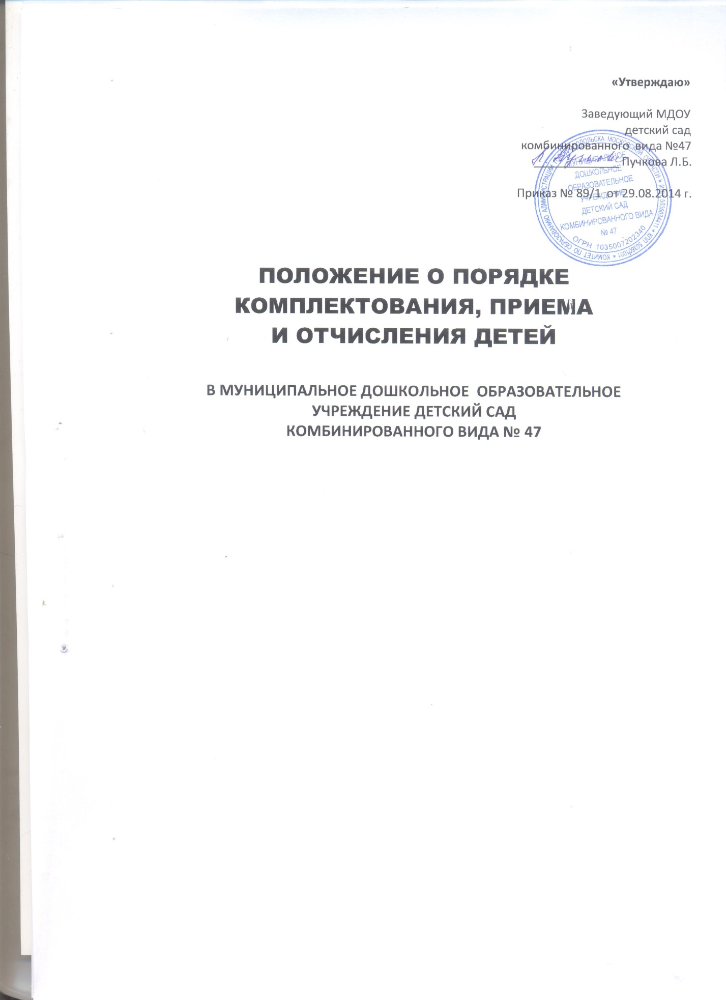 «Утверждаю»
Заведующий МДОУ
детский сад
комбинированного вида №47
Пучкова Л.Б.
Приказ № 89/1 от 29.08.2014 г.
КОМИТЕТ ПО ОБРАЗОВАНИЮ АДМИНИСТРАЦИИ ГОРОДА ПОДОЛЬСКА МОСКОВСКОЙ ОБЛАСТИ * ИНН 5036034411 * КПП 503601001 *
МУНИЦИПАЛЬНОЕ
ДОШКОЛЬНОЕ
ОБРАЗОВАТЕЛЬНОЕ
УЧРЕЖДЕНИЕ
ДЕТСКИЙ САД
КОМБИНИРОВАННОГО ВИДА
№ 47
ОГРН 1035007202340
ПОЛОЖЕНИЕ О ПОРЯДКЕ
КОМПЛЕКТОВАНИЯ, ПРИЕМА
И ОТЧИСЛЕНИЯ ДЕТЕЙ
В МУНИЦИПАЛЬНОЕ ДОШКОЛЬНОЕ ОБРАЗОВАТЕЛЬНОЕ
УЧРЕЖДЕНИЕ ДЕТСКИЙ САД
КОМБИНИРОВАННОГО ВИДА № 47